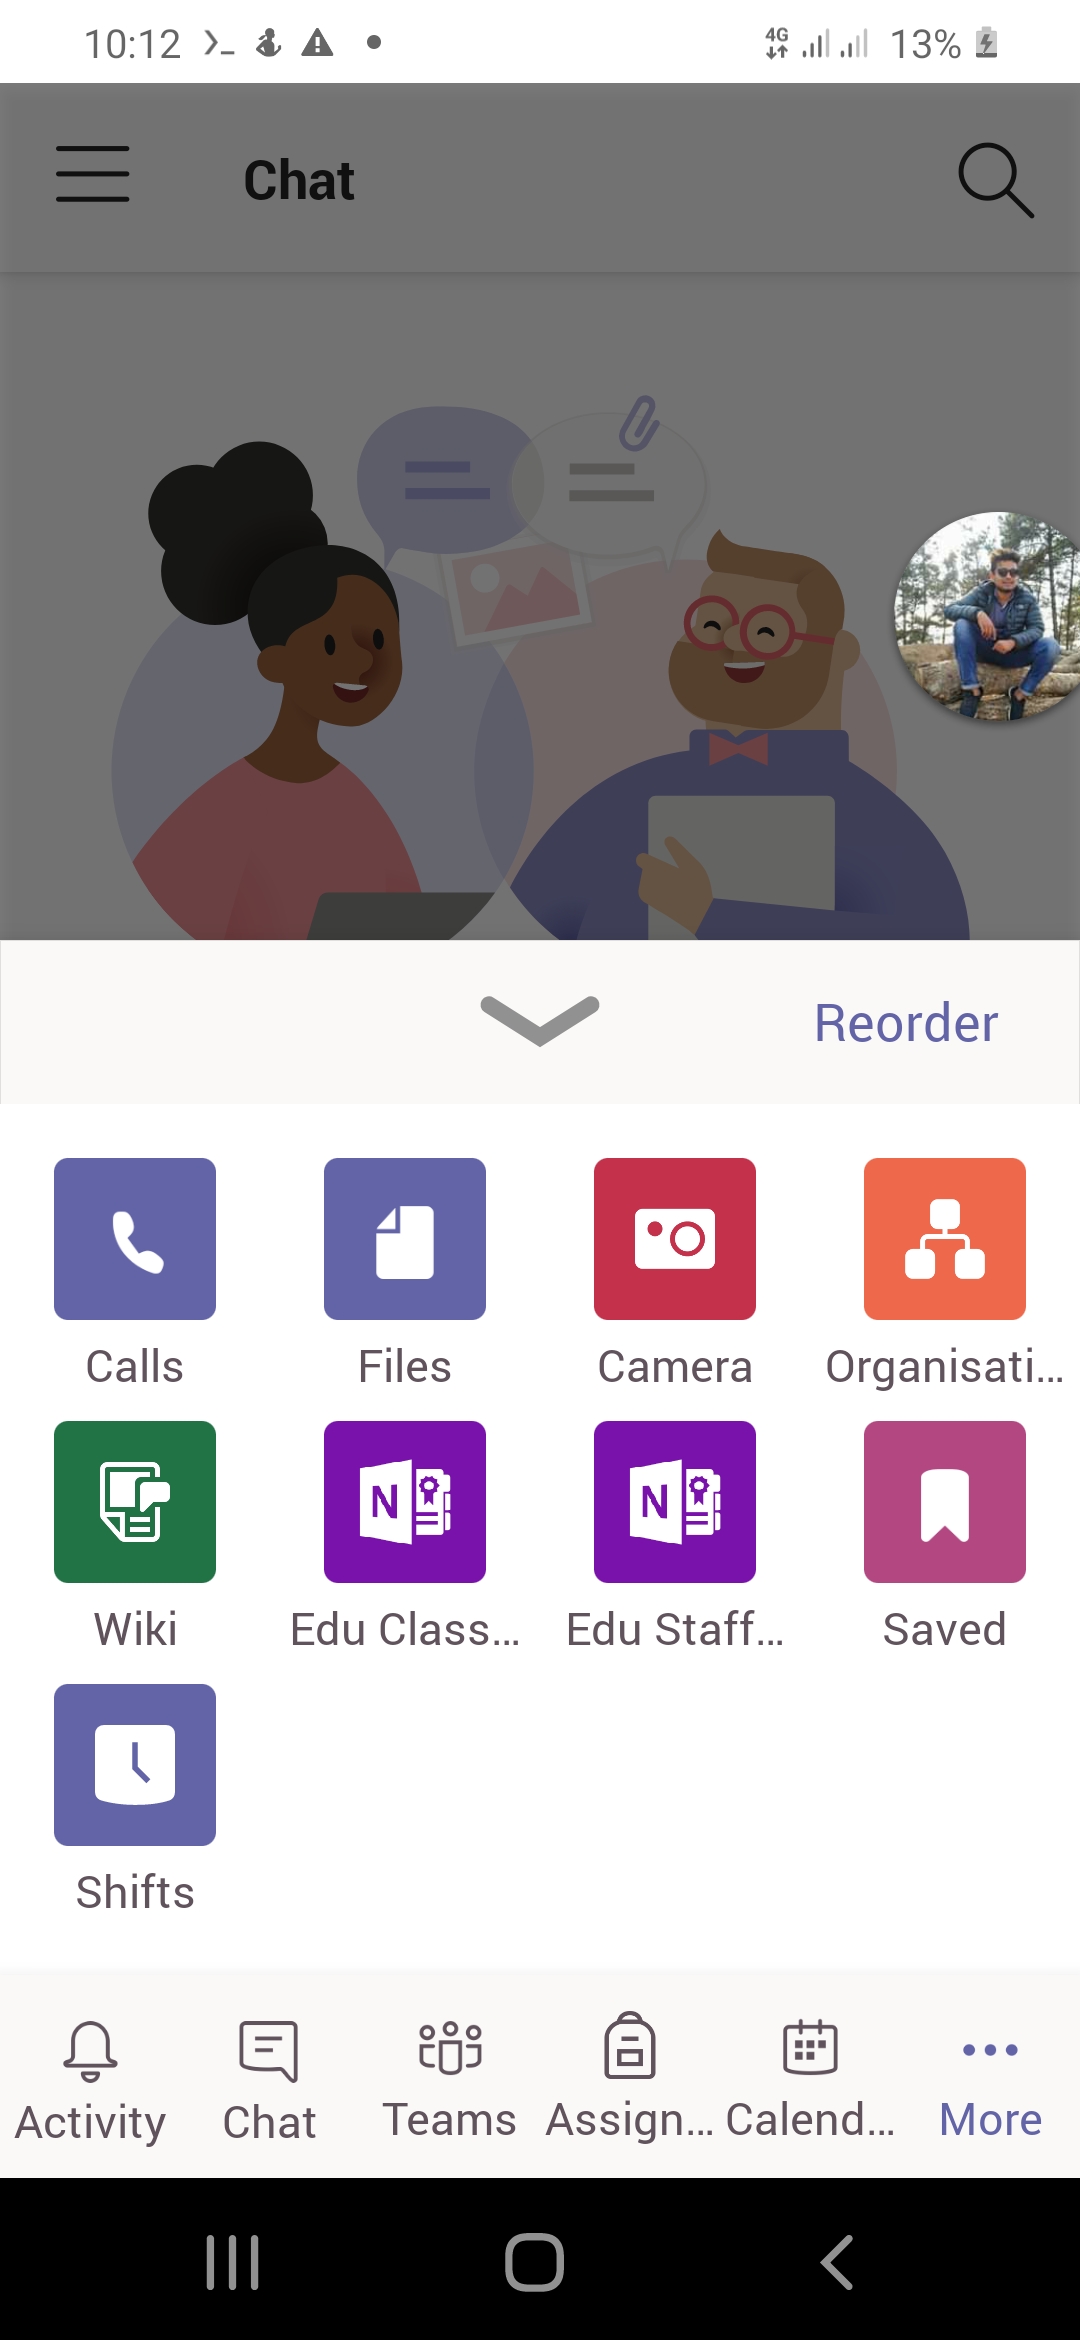 10:12 4G 13%
Chat
Reorder
Calls Files Camera Organisati...
N N
Wiki Edu Class... Edu Staff... Saved
Shifts
Activity Chat Teams Assign... Calend... More